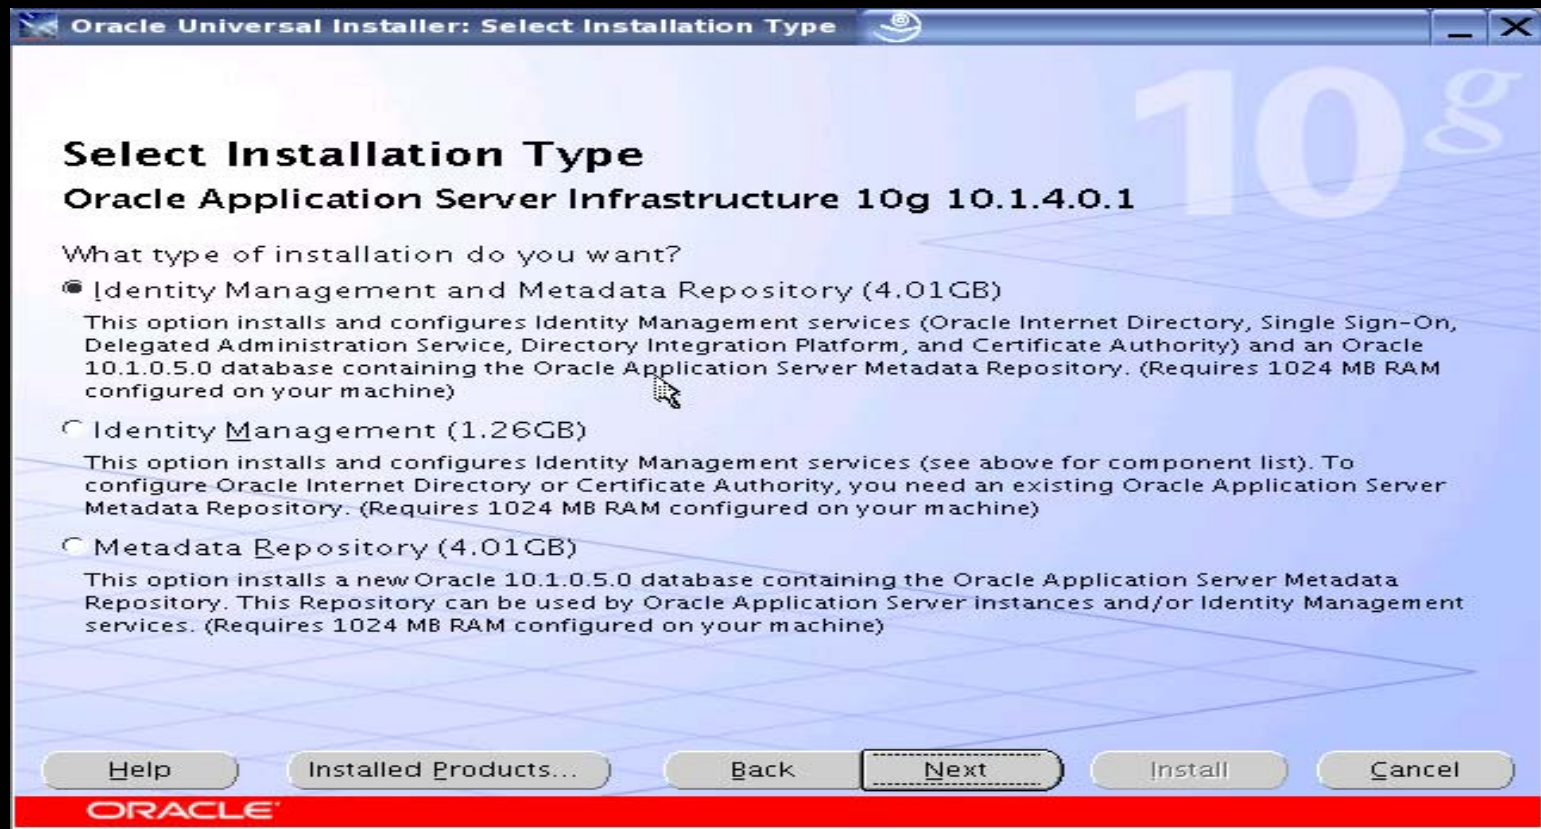 Oracle Universal Installer: Select Installation Type
10g
Select Installation Type
Oracle Application Server Infrastructure 10g 10.1.4.0.1
What type of installation do you want?
Identity Management and Metadata Repository (4.01GB)
This option installs and configures Identity Management services (Oracle Internet Directory, Single Sign-On,
Delegated Administration Service, Directory Integration Platform, and Certificate Authority) and an Oracle
10.1.0.5.0 database containing the Oracle Application Server Metadata Repository. (Requires 1024 MB RAM
configured on your machine)
Identity Management (1.26GB)
This option installs and configures Identity Management services (see above for component list). To
configure Oracle Internet Directory or Certificate Authority, you need an existing Oracle Application Server
Metadata Repository. (Requires 1024 MB RAM configured on your machine)
Metadata Repository (4.01GB)
This option installs a new Oracle 10.1.0.5.0 database containing the Oracle Application Server Metadata
Repository. This Repository can be used by Oracle Application Server instances and/or Identity Management
services. (Requires 1024 MB RAM configured on your machine)
Help Installed Products... Back Next Install Cancel
ORACLE